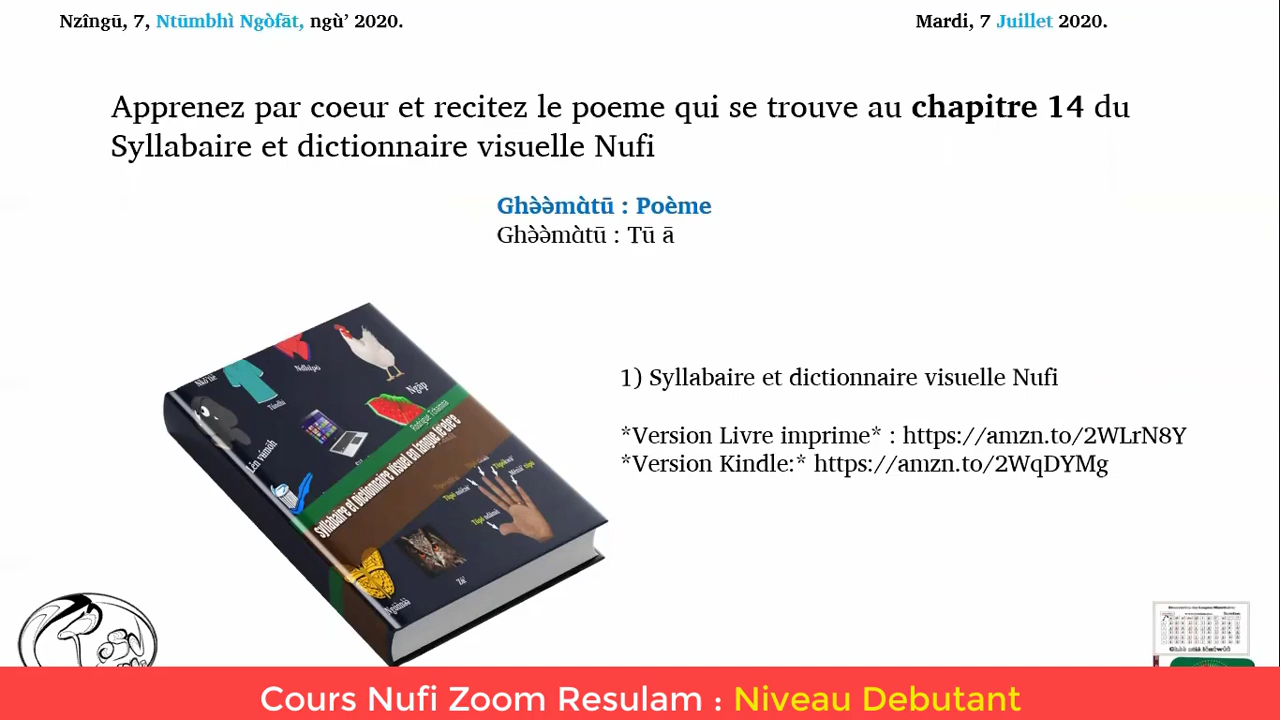 Nzîngū, 7, Ntūmbhì Ngòfāt, ngù’ 2020.
Mardi, 7 Juillet 2020.
Apprenez par coeur et recitez le poeme qui se trouve au chapitre 14 du
Syllabaire et dictionnaire visuelle Nufi
Ghə̀ə̀mɑ̀tū : Poème
Ghə̀ə̀mɑ̀tū : Tū ā
1) Syllabaire et dictionnaire visuelle Nufi
*Version Livre imprime* : https://amzn.to/2WLrN8Y
*Version Kindle:* https://amzn.to/2WqDYMg
Ngāp
Rodrigue Tchamna
Syllabaire et dictionnaire visuel en langue fe'efe'e
Cours Nufi Zoom Resulam : Niveau Debutant